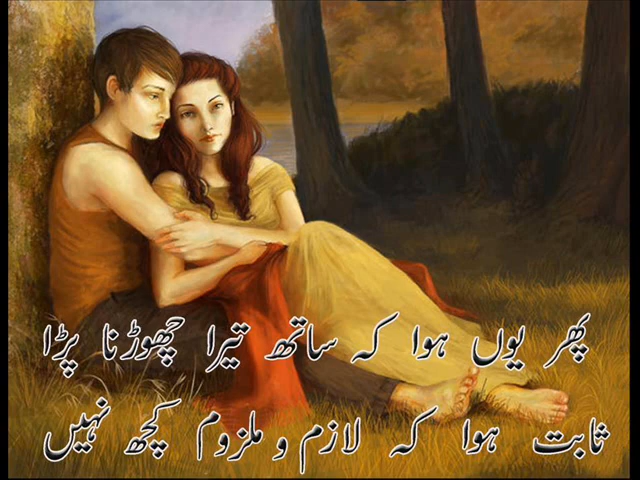 پھر یوں ہوا کہ ساتھ تیرا چھوڑنا پڑا
ثابت ہوا کہ لازم و ملزوم کچھ نہیں